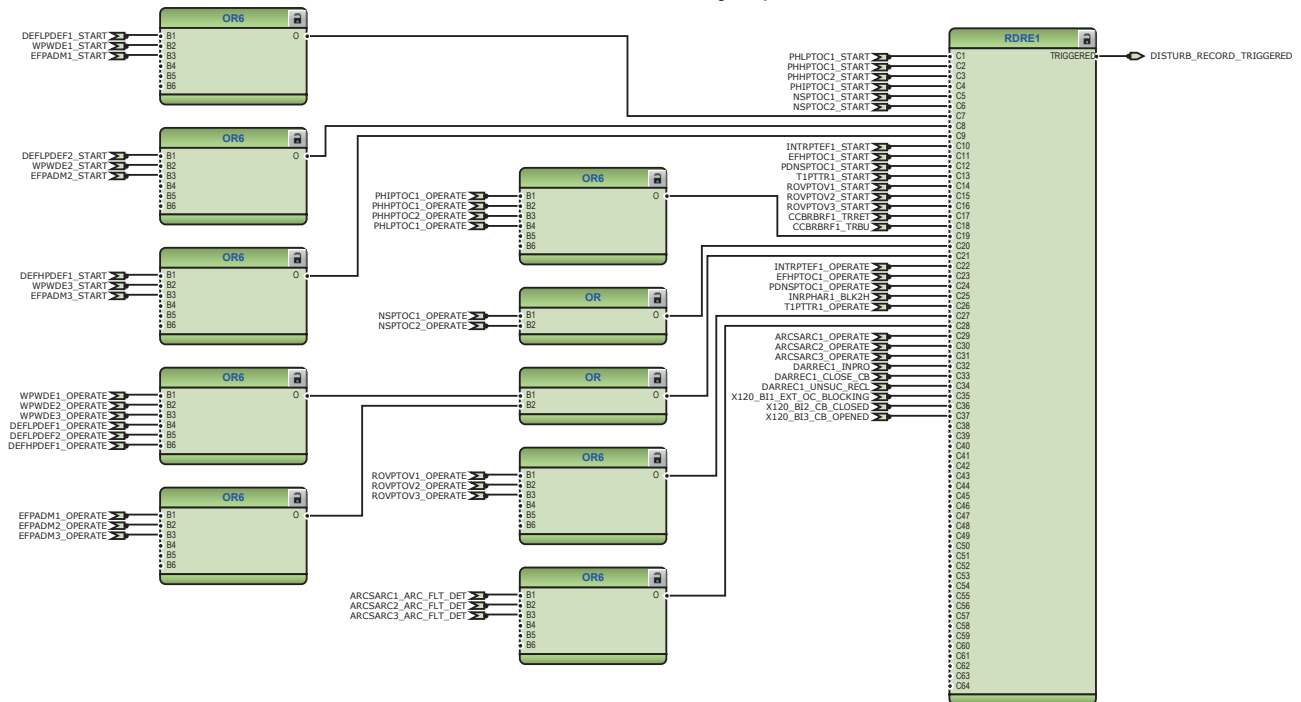 OR6
DEFLPDEF1_START
WPWDE1_START
EFPADM1_START
B1
B2
B3
B4
B5
B6
O
OR6
DEFLPDEF2_START
WPWDE2_START
EFPADM2_START
B1
B2
B3
B4
B5
B6
O
OR6
DEFHPDEF1_START
WPWDE3_START
EFPADM3_START
B1
B2
B3
B4
B5
B6
O
OR6
WPWDE1_OPERATE
WPWDE2_OPERATE
WPWDE3_OPERATE
DEFLPDEF1_OPERATE
DEFLPDEF2_OPERATE
DEFHPDEF1_OPERATE
B1
B2
B3
B4
B5
B6
O
OR6
EFPADM1_OPERATE
EFPADM2_OPERATE
EFPADM3_OPERATE
B1
B2
B3
B4
B5
B6
O
OR6
PHIPTOC1_OPERATE
PHHPTOC1_OPERATE
PHHPTOC2_OPERATE
PHLPTOC1_OPERATE
B1
B2
B3
B4
B5
B6
O
OR
NSPTOC1_OPERATE
NSPTOC2_OPERATE
B1
B2
O
OR
B1
B2
O
OR6
ROVPTOV1_OPERATE
ROVPTOV2_OPERATE
ROVPTOV3_OPERATE
B1
B2
B3
B4
B5
B6
O
OR6
ARCSARC1_ARC_FLT_DET
ARCSARC2_ARC_FLT_DET
ARCSARC3_ARC_FLT_DET
B1
B2
B3
B4
B5
B6
O
RDRE1
PHLPTOC1_START C1
PHHPTOC1_START C2
PHHPTOC2_START C3
PHIPTOC1_START C4
NSPTOC1_START C5
NSPTOC2_START C6
C7
C8
C9
INTRPTEF1_START C10
EFHPTOC1_START C11
PDNSPTOC1_START C12
T1PTTR1_START C13
ROVPTOV1_START C14
ROVPTOV2_START C15
ROVPTOV3_START C16
CCBRBRF1_TRRET C17
CCBRBRF1_TRBU C18
C19
C20
C21
INTRPTEF1_OPERATE C22
EFHPTOC1_OPERATE C23
PDNSPTOC1_OPERATE C24
INRPHAR1_BLK2H C25
T1PTTR1_OPERATE C26
C27
C28
ARCSARC1_OPERATE C29
ARCSARC2_OPERATE C30
ARCSARC3_OPERATE C31
DARREC1_INPRO C32
DARREC1_CLOSE_CB C33
DARREC1_UNSUC_RECL C34
X120_BI1_EXT_OC_BLOCKING C35
X120_BI2_CB_CLOSED C36
X120_BI3_CB_OPENED C37
C38
C39
C40
C41
C42
C43
C44
C45
C46
C47
C48
C49
C50
C51
C52
C53
C54
C55
C56
C57
C58
C59
C60
C61
C62
C63
C64
TRIGGERED
DISTURB_RECORD_TRIGGERED